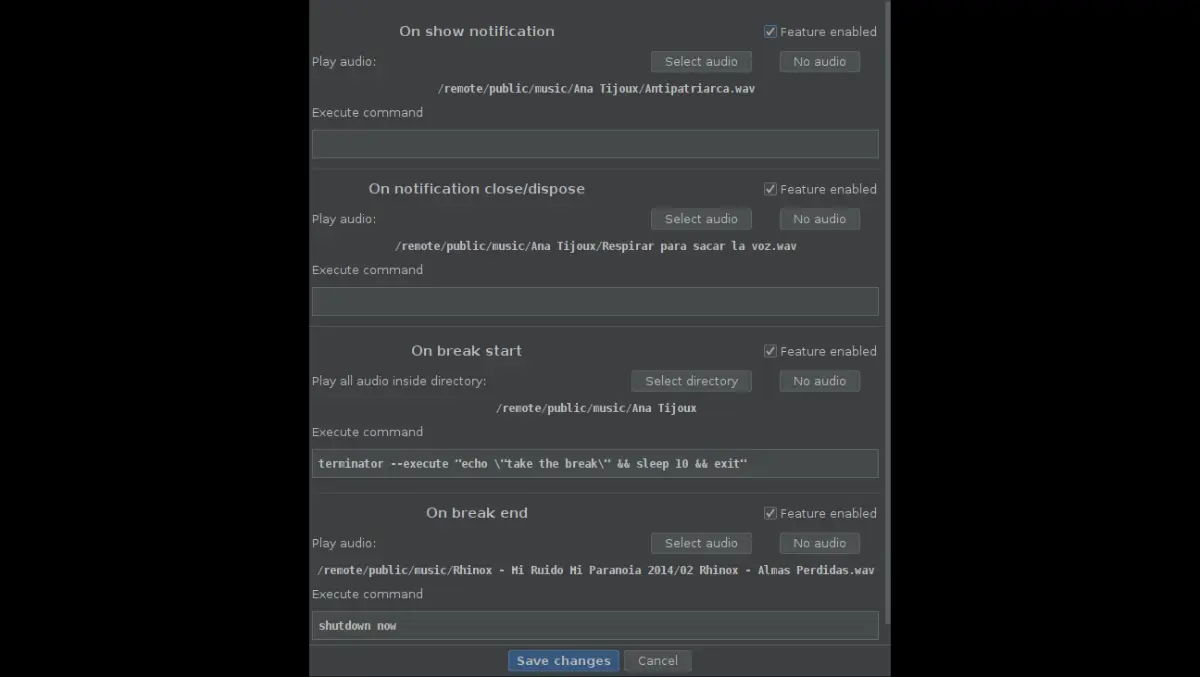 On show notification
Feature enabled
Play audio:
Select audio
No audio
/remote/public/music/Ana Tijoux/Antipatriarca.wav
Execute command
On notification close/dispose
Feature enabled
Play audio:
Select audio
No audio
/remote/public/music/Ana Tijoux/Respirar para sacar la voz.wav
Execute command
On break start
Feature enabled
Play all audio inside directory:
Select directory
No audio
/remote/public/music/Ana Tijoux
Execute command
terminator --execute "echo \"take the break\" && sleep 10 && exit"
On break end
Feature enabled
Play audio:
Select audio
No audio
/remote/public/music/Rhinox - Mi Ruido Mi Paranoia 2014/02 Rhinox - Almas Perdidas.wav
Execute command
shutdown now
Save changes
Cancel